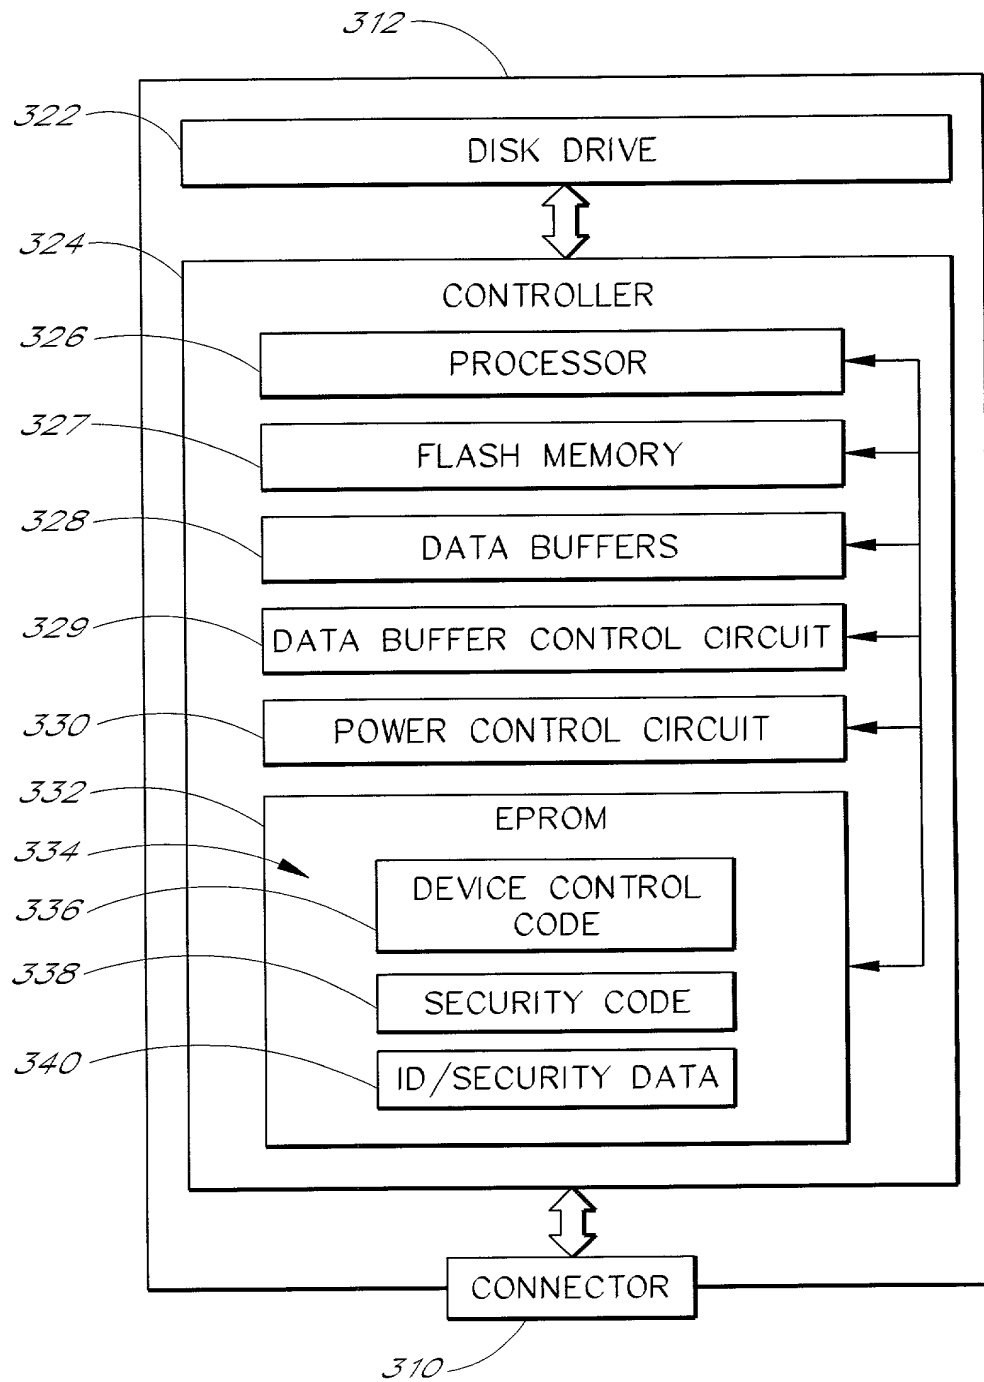 312
322
DISK DRIVE
324
CONTROLLER
326
PROCESSOR
327
FLASH MEMORY
328
DATA BUFFERS
329
DATA BUFFER CONTROL CIRCUIT
330
POWER CONTROL CIRCUIT
332
EPROM
334
336
DEVICE CONTROL
CODE
338
SECURITY CODE
340
ID/SECURITY DATA
CONNECTOR
310